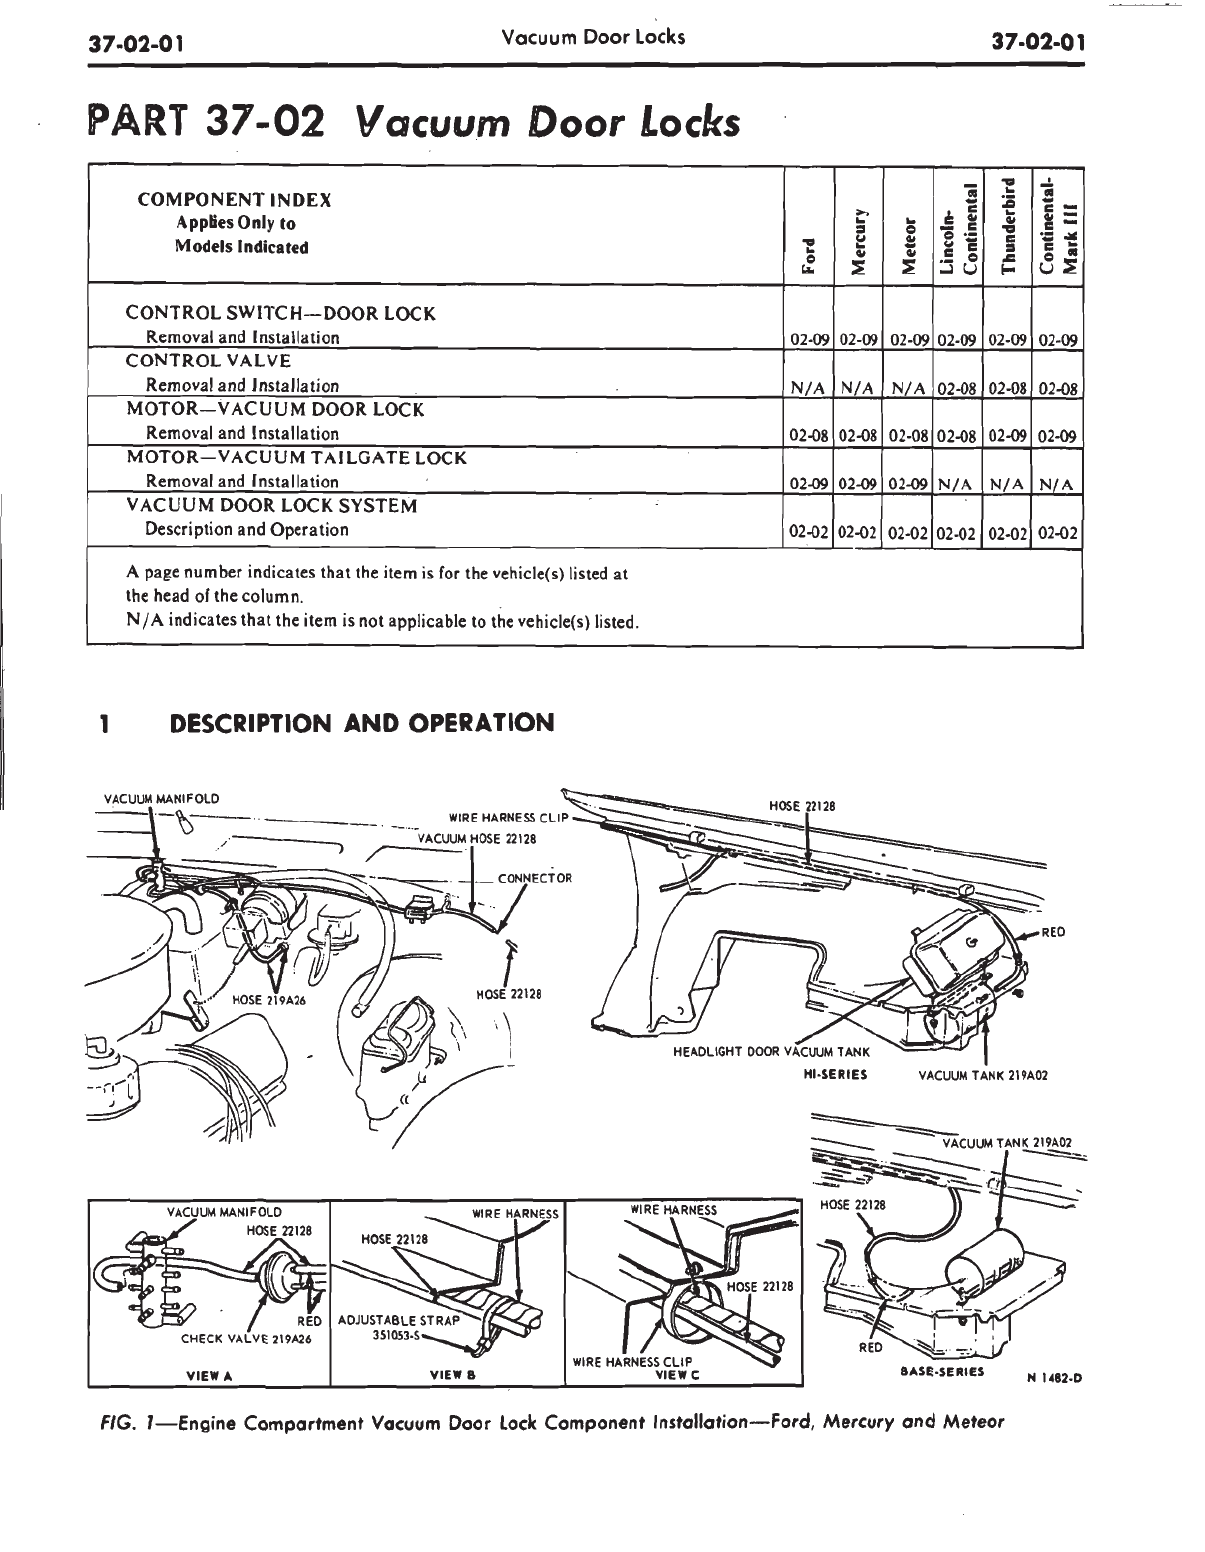 37-02-01 Vacuum Door Locks 37-02-01
PART 37-02 Vacuum Door Locks
COMPONENT INDEX
Applies Only to
Models Indicated
Ford
Mercury
Meteor
Lincoln-
Continental
Thunderbird
Continental-
Mark III
CONTROL SWITCH—DOOR LOCK
Removal and Installation 02-09 02-09 02-09 02-09 02-09 02-09
CONTROL VALVE
Removal and Installation N/A N/A N/A 02-08 02-08 02-08
MOTOR—VACUUM DOOR LOCK
Removal and Installation 02-08 02-08 02-08 02-08 02-09 02-09
MOTOR—VACUUM TAILGATE LOCK
Removal and Installation 02-09 02-09 02-09 N/A N/A N/A
VACUUM DOOR LOCK SYSTEM
Description and Operation 02-02 02-02 02-02 02-02 02-02 02-02
A page number indicates that the item is for the vehicle(s) listed at
the head of the column.
N/A indicates that the item is not applicable to the vehicle(s) listed.
1 DESCRIPTION AND OPERATION
VACUUM MANIFOLD
WIRE HARNESS CLIP
VACUUM HOSE 22128
CONNECTOR
HOSE 219A26
HOSE 22128
HOSE 22128
RED
HEADLIGHT DOOR VACUUM TANK
HI-SERIES
VACUUM TANK 219A02
VACUUM TANK 219A02
HOSE 22128
RED
BASE-SERIES
N 1482-D
VACUUM MANIFOLD
HOSE 22128
RED
CHECK VALVE 219A26
VIEW A
WIRE HARNESS
HOSE 22128
ADJUSTABLE STRAP
351053-S
VIEW B
WIRE HARNESS
HOSE 22128
WIRE HARNESS CLIP
VIEW C
FIG. 1—Engine Compartment Vacuum Door Lock Component Installation—Ford, Mercury and Meteor